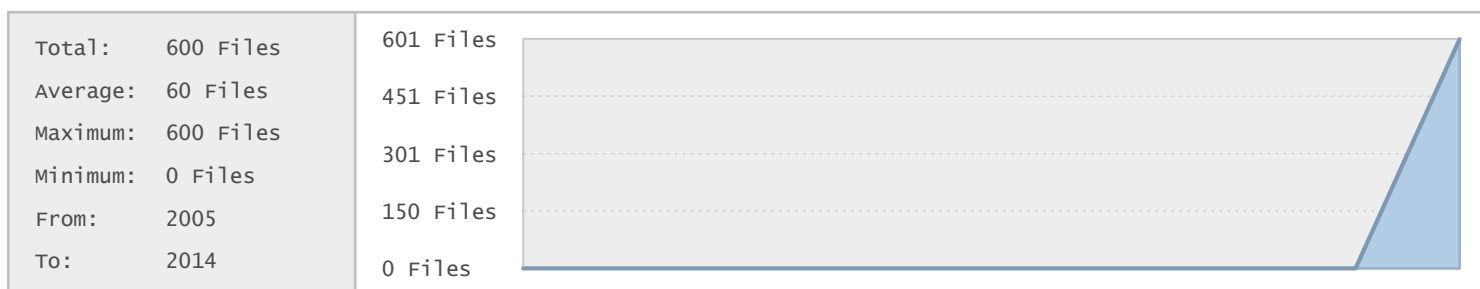 Total: 600 Files
Average: 60 Files
Maximum: 600 Files
Minimum: 0 Files
From: 2005
To: 2014
601 Files
451 Files
301 Files
150 Files
0 Files